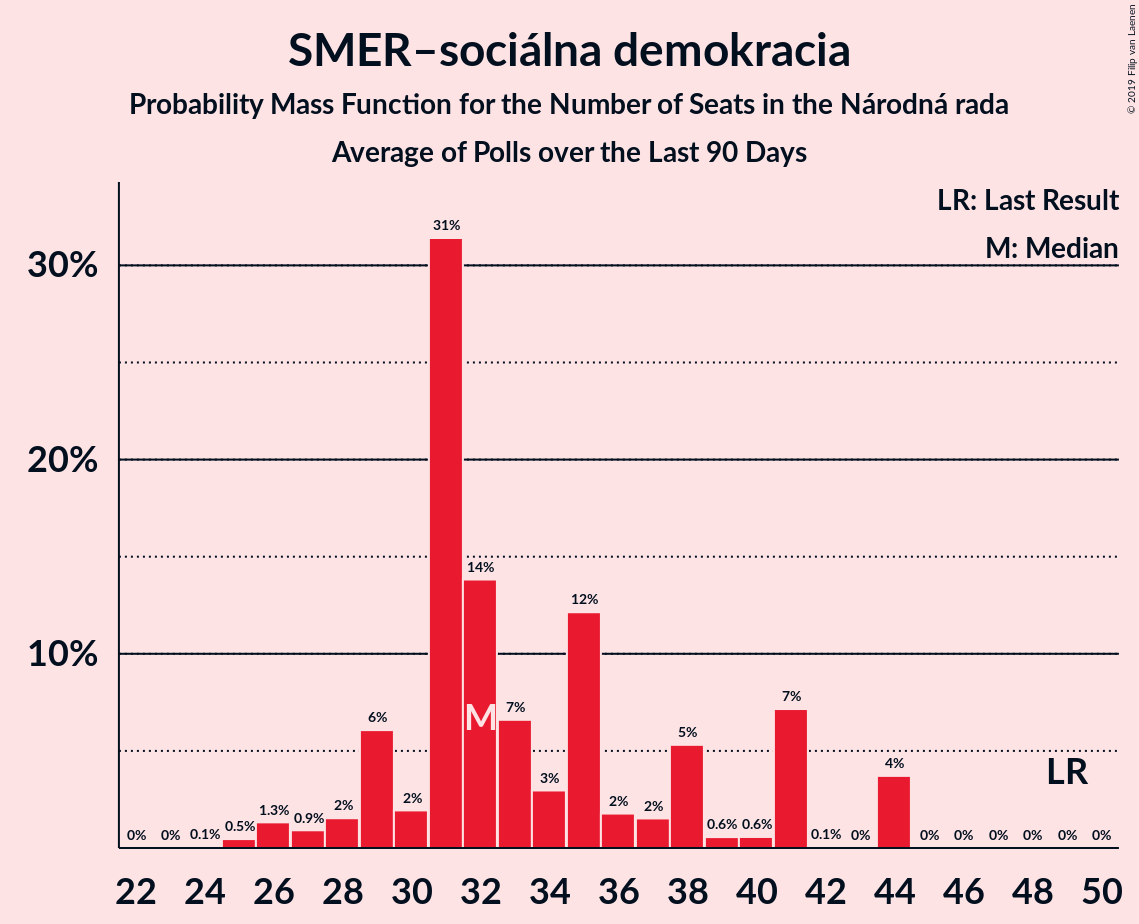 SMER–sociálna demokracia
Probability Mass Function for the Number of Seats in the Národná rada
Average of Polls over the Last 90 Days
© 2019 Filip van Laenen
LR: Last Result
M: Median
30%
20%
10%
0% 0% 0.1% 0.5% 1.3% 0.9% 2% 6% 2% 31% 14% 7% 3% 12% 2% 2% 5% 0.6% 0.6% 7% 0.1% 0% 4% 0% 0% 0% 0% 0% 0%
M
LR
22 24 26 28 30 32 34 36 38 40 42 44 46 48 50